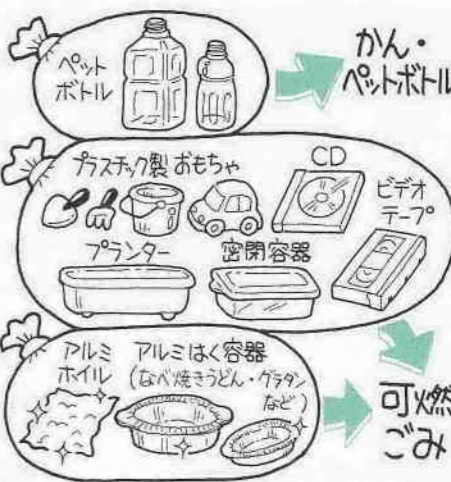 ペット
ボトル
かん・
ペットボトル
プラスチック製おもちゃ
CD
ビデオ
テープ
プランター
密閉容器
アルミ
ホイル
アルミはく容器
(なべ焼きうどん・グラタン
など)
可燃
ごみ